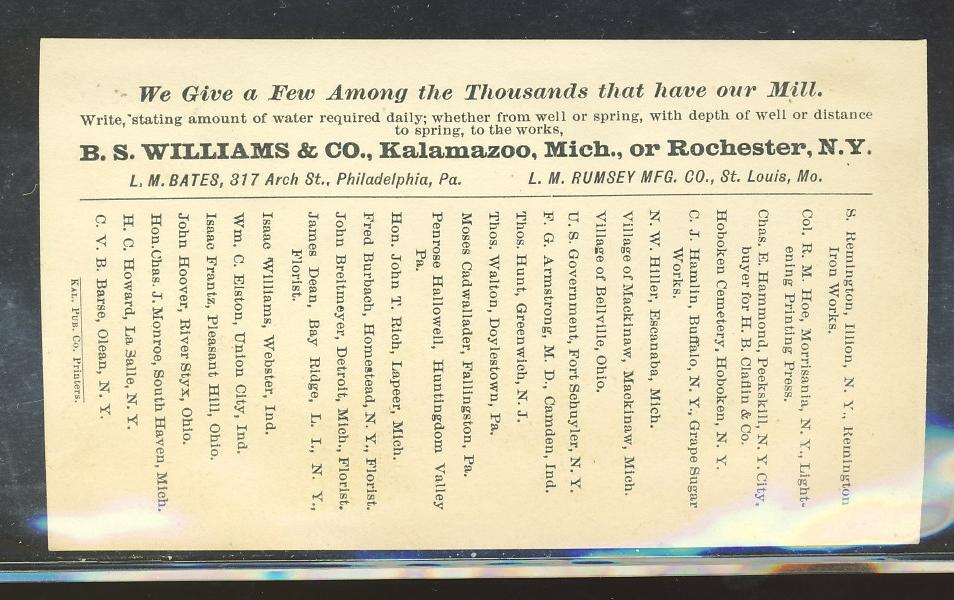 We Give a Few Among the Thousands that have our Mill.
Write, stating amount of water required daily; whether from well or spring, with depth of well or distance
to spring, to the works,
B. S. WILLIAMS & CO., Kalamazoo, Mich., or Rochester, N.Y.
L. M. BATES, 317 Arch St., Philadelphia, Pa.
L. M. RUMSEY MFG. CO., St. Louis, Mo.
S. Remington, Illion, N. Y., Remington
Iron Works.
Col. R. M. Hoe, Morrisania, N. Y., Light-
ening Printing Press.
Chas. E. Hammond, Peekskill, N. Y. City,
buyer for H. B. Claflin & Co.
Hoboken Cemetery, Hoboken, N. Y.
C. J. Hamlin, Buffalo, N. Y., Grape Sugar
Works.
N. W. Hiller, Escanaba, Mich.
Village of Mackinaw, Mackinaw, Mich.
Village of Bellville, Ohio.
U. S. Government, Fort Schuyler, N. Y.
F. G. Armstrong, M. D., Camden, Ind.
Thos. Hunt, Greenwich, N. J.
Thos. Walton, Doylestown, Pa.
Moses Cadwallader, Fallingston, Pa.
Penrose Hallowell, Huntingdon Valley
Pa.
Hon. John T. Rich, Lapeer, Mich.
Fred Burbach, Homestead, N. Y., Florist.
John Breitmeyer, Detroit, Mich., Florist.
James Dean, Bay Ridge, L. I., N. Y.,
Florist.
Isaac Williams, Webster, Ind.
Wm. C. Elston, Union City, Ind.
Isaac Frantz, Pleasant Hill, Ohio.
John Hoover, River Styx, Ohio.
Hon. Chas. J. Monroe, South Haven, Mich.
H. C. Howard, La Salle, N. Y.
C. V. B. Barse, Olean, N. Y.
KAL. PUB. CO. PRINTERS.